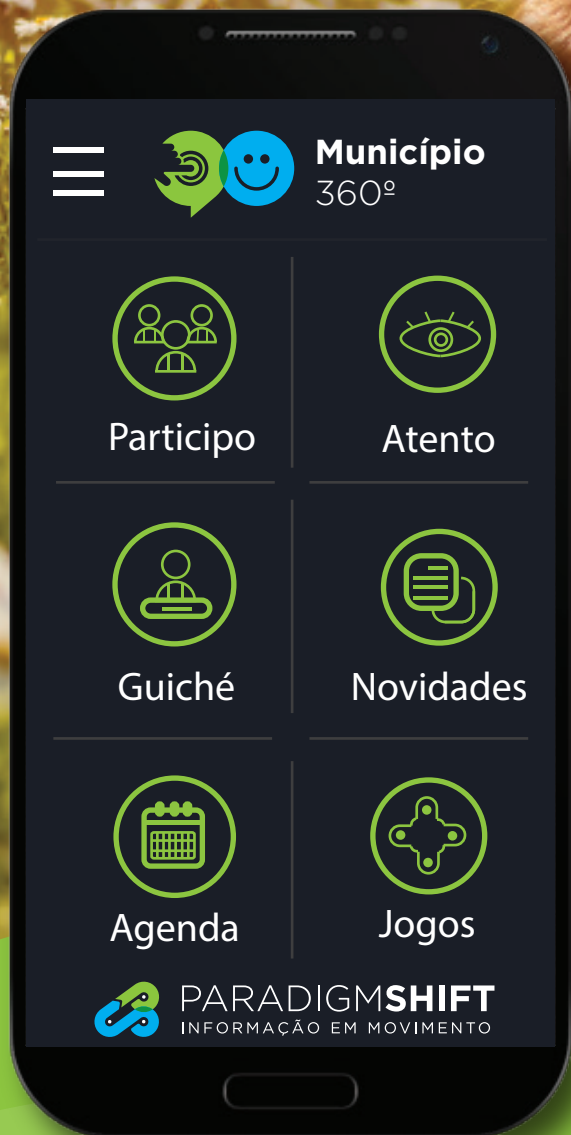 Município
360º
Participo
Atento
Guiché
Novidades
Agenda
Jogos
PARADIGMSHIFT
INFORMAÇÃO EM MOVIMENTO